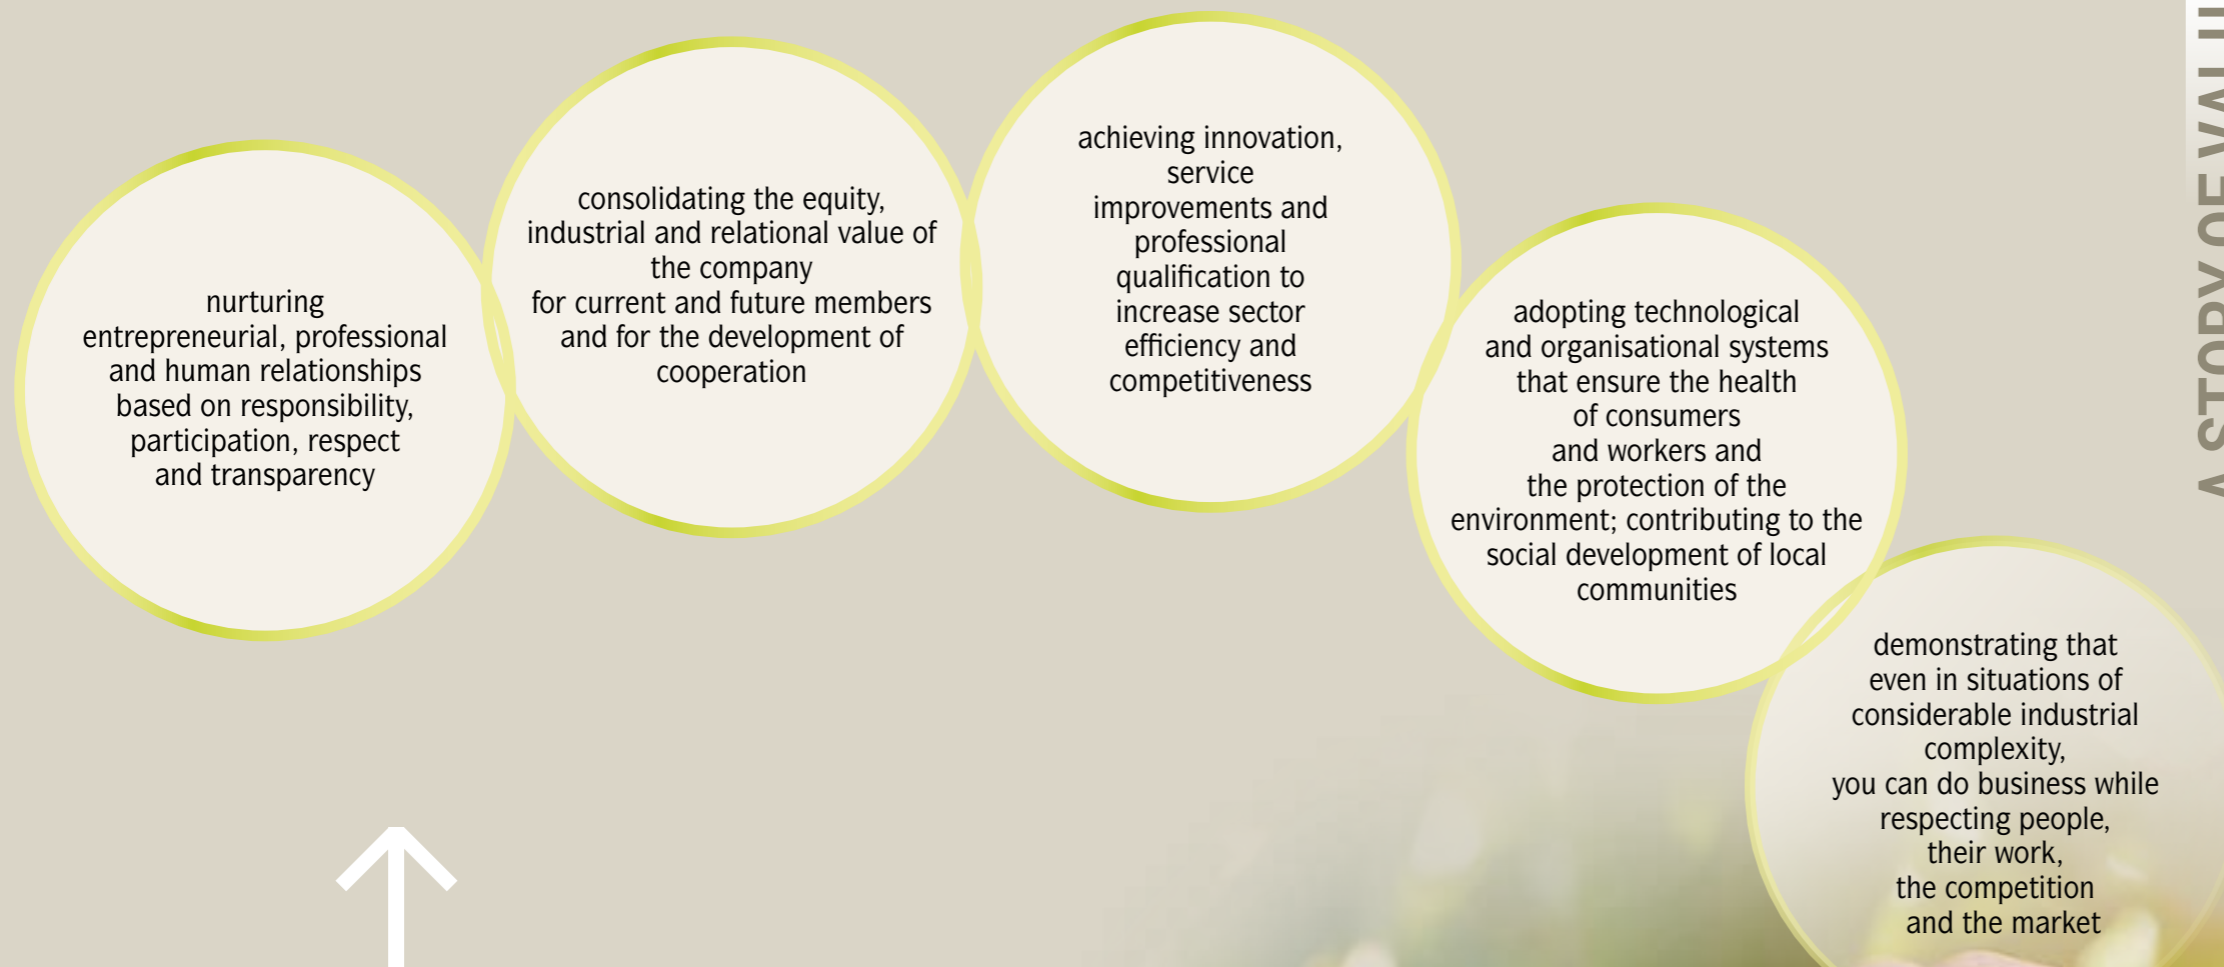 nurturing
entrepreneurial, professional
and human relationships
based on responsibility,
participation, respect
and transparency
consolidating the equity,
industrial and relational value of
the company
for current and future members
and for the development of
cooperation
achieving innovation,
service
improvements and
professional
qualification to
increase sector
efficiency and
competitiveness
adopting technological
and organisational systems
that ensure the health
of consumers
and workers and
the protection of the
environment; contributing to the
social development of local
communities
demonstrating that
even in situations of
considerable industrial
complexity,
you can do business while
respecting people,
their work,
the competition
and the market
A STORY OF